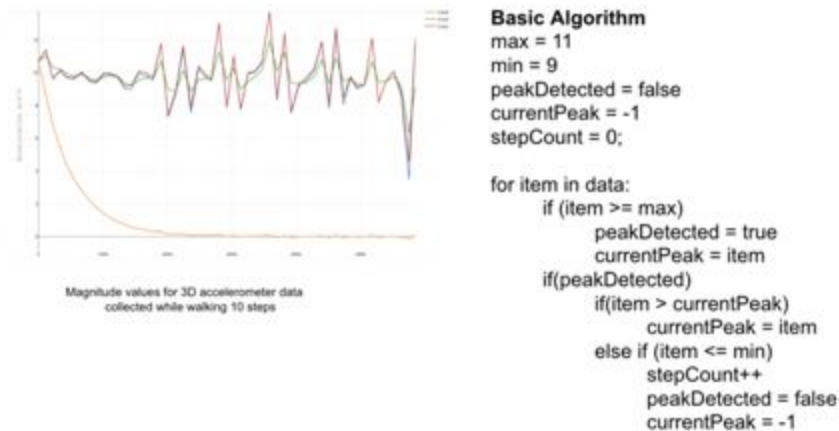 Magnitude values for 3D accelerometer data
collected while walking 10 steps
Basic Algorithm
max = 11
min = 9
peakDetected = false
currentPeak = -1
stepCount = 0;
for item in data:
if (item >= max)
peakDetected = true
currentPeak = item
if(peakDetected)
if(item > currentPeak)
currentPeak = item
else if (item <= min)
stepCount++
peakDetected = false
currentPeak = -1